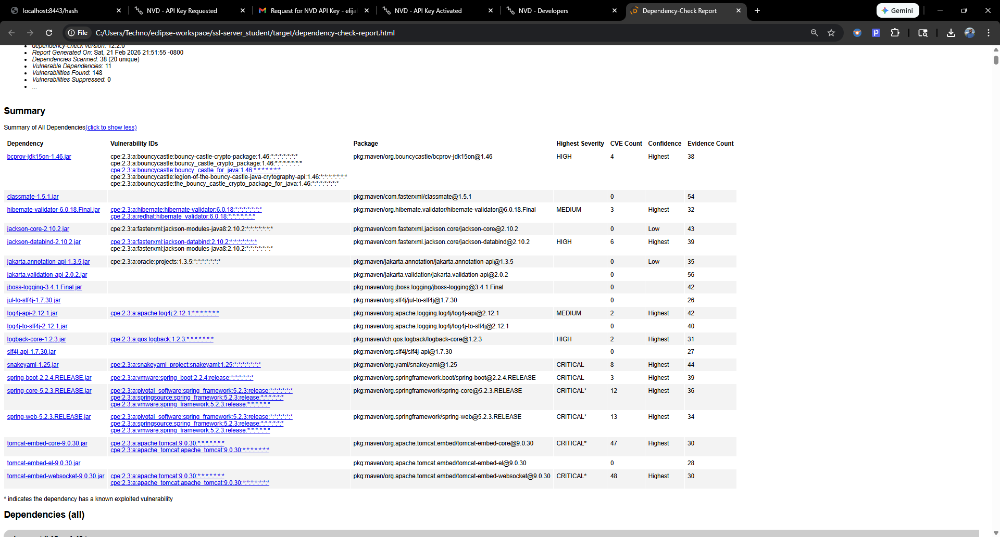 localhost:8443/hash
NVD - API Key Requested
Request for NVD API Key - elijah
NVD - API Key Activated
NVD - Developers
Dependency-Check Report
Gemini
File
C:/Users/Techno/eclipse-workspace/ssl-server_student/target/dependency-check-report.html
dependency-check version: 12.2.0
Report Generated On: Sat, 21 Feb 2026 21:51:55 -0800
Dependencies Scanned: 38 (20 unique)
Vulnerable Dependencies: 11
Vulnerabilities Found: 148
Vulnerabilities Suppressed: 0
...
Summary
Summary of All Dependencies(click to show less)
Dependency Vulnerability IDs Package Highest Severity CVE Count Confidence Evidence Count
bcprov-jdk15on-1.46.jar cpe:2.3:a:bouncycastle:bouncy-castle-crypto-package:1.46:*:*:*:*:*:*:* pkg:maven/org.bouncycastle/bcprov-jdk15on@1.46 HIGH 4 Highest 38
cpe:2.3:a:bouncycastle:bouncy_castle_crypto_package:1.46:*:*:*:*:*:*:*
cpe:2.3:a:bouncycastle:bouncy_castle_for_java:1.46:*:*:*:*:*:*:*
cpe:2.3:a:bouncycastle:legion-of-the-bouncy-castle-java-crytography-api:1.46:*:*:*:*:*:*:*
cpe:2.3:a:bouncycastle:the_bouncy_castle_crypto_package_for_java:1.46:*:*:*:*:*:*:*
classmate-1.5.1.jar pkg:maven/com.fasterxml/classmate@1.5.1 0 54
hibernate-validator-6.0.18.Final.jar cpe:2.3:a:hibernate:hibernate-validator:6.0.18:*:*:*:*:*:*:* pkg:maven/org.hibernate.validator/hibernate-validator@6.0.18.Final MEDIUM 3 Highest 32
cpe:2.3:a:redhat:hibernate_validator:6.0.18:*:*:*:*:*:*:*
jackson-core-2.10.2.jar cpe:2.3:a:fasterxml:jackson-modules-java8:2.10.2:*:*:*:*:*:*:* pkg:maven/com.fasterxml.jackson.core/jackson-core@2.10.2 0 Low 43
jackson-databind-2.10.2.jar cpe:2.3:a:fasterxml:jackson-databind:2.10.2:*:*:*:*:*:*:* pkg:maven/com.fasterxml.jackson.core/jackson-databind@2.10.2 HIGH 6 Highest 39
cpe:2.3:a:fasterxml:jackson-modules-java8:2.10.2:*:*:*:*:*:*:*
jakarta.annotation-api-1.3.5.jar cpe:2.3:a:oracle:projects:1.3.5:*:*:*:*:*:*:* pkg:maven/jakarta.annotation/jakarta.annotation-api@1.3.5 0 Low 35
jakarta.validation-api-2.0.2.jar pkg:maven/jakarta.validation/jakarta.validation-api@2.0.2 0 56
jboss-logging-3.4.1.Final.jar pkg:maven/org.jboss.logging/jboss-logging@3.4.1.Final 0 42
jul-to-slf4j-1.7.30.jar pkg:maven/org.slf4j/jul-to-slf4j@1.7.30 0 26
log4j-api-2.12.1.jar cpe:2.3:a:apache:log4j:2.12.1:*:*:*:*:*:*:* pkg:maven/org.apache.logging.log4j/log4j-api@2.12.1 MEDIUM 2 Highest 42
log4j-to-slf4j-2.12.1.jar pkg:maven/org.apache.logging.log4j/log4j-to-slf4j@2.12.1 0 40
logback-core-1.2.3.jar cpe:2.3:a:qos:logback:1.2.3:*:*:*:*:*:*:* pkg:maven/ch.qos.logback/logback-core@1.2.3 HIGH 2 Highest 31
slf4j-api-1.7.30.jar pkg:maven/org.slf4j/slf4j-api@1.7.30 0 27
snakeyaml-1.25.jar cpe:2.3:a:snakeyaml_project:snakeyaml:1.25:*:*:*:*:*:*:* pkg:maven/org.yaml/snakeyaml@1.25 CRITICAL 8 Highest 44
spring-boot-2.2.4.RELEASE.jar cpe:2.3:a:vmware:spring_boot:2.2.4:release:*:*:*:*:*:* pkg:maven/org.springframework.boot/spring-boot@2.2.4.RELEASE CRITICAL 3 Highest 39
spring-core-5.2.3.RELEASE.jar cpe:2.3:a:pivotal_software:spring_framework:5.2.3:release:*:*:*:*:*:* pkg:maven/org.springframework/spring-core@5.2.3.RELEASE CRITICAL* 12 Highest 36
cpe:2.3:a:springsource:spring_framework:5.2.3:release:*:*:*:*:*:*
cpe:2.3:a:vmware:spring_framework:5.2.3:release:*:*:*:*:*:*
spring-web-5.2.3.RELEASE.jar cpe:2.3:a:pivotal_software:spring_framework:5.2.3:release:*:*:*:*:*:* pkg:maven/org.springframework/spring-web@5.2.3.RELEASE CRITICAL* 13 Highest 34
cpe:2.3:a:springsource:spring_framework:5.2.3:release:*:*:*:*:*:*
cpe:2.3:a:vmware:spring_framework:5.2.3:release:*:*:*:*:*:*
tomcat-embed-core-9.0.30.jar cpe:2.3:a:apache:tomcat:9.0.30:*:*:*:*:*:*:* pkg:maven/org.apache.tomcat.embed/tomcat-embed-core@9.0.30 CRITICAL* 47 Highest 30
cpe:2.3:a:apache_tomcat:apache_tomcat:9.0.30:*:*:*:*:*:*:*
tomcat-embed-el-9.0.30.jar pkg:maven/org.apache.tomcat.embed/tomcat-embed-el@9.0.30 0 28
tomcat-embed-websocket-9.0.30.jar cpe:2.3:a:apache:tomcat:9.0.30:*:*:*:*:*:*:* pkg:maven/org.apache.tomcat.embed/tomcat-embed-websocket@9.0.30 CRITICAL* 48 Highest 30
cpe:2.3:a:apache_tomcat:apache_tomcat:9.0.30:*:*:*:*:*:*:*
* indicates the dependency has a known exploited vulnerability
Dependencies (all)